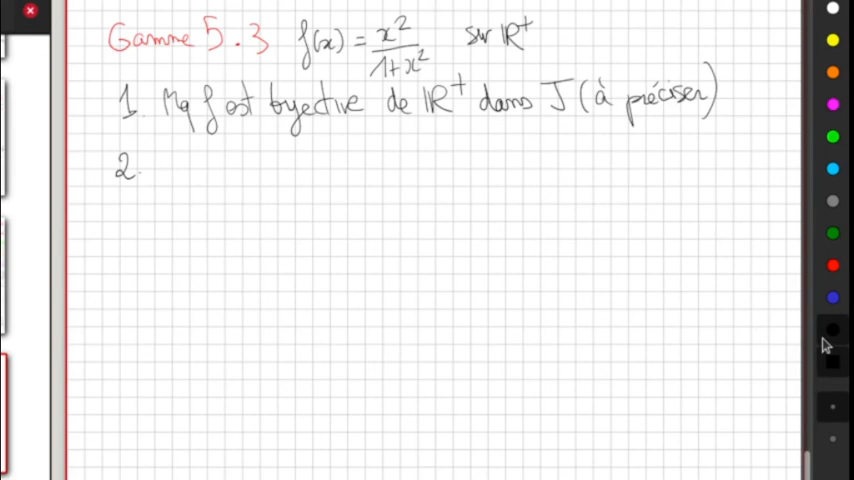 Gamme 5.3 f(x) = x²/(1+x²) sur ℝ⁺
1. Mq f est bijective de ℝ⁺ dans J (à préciser)
2.